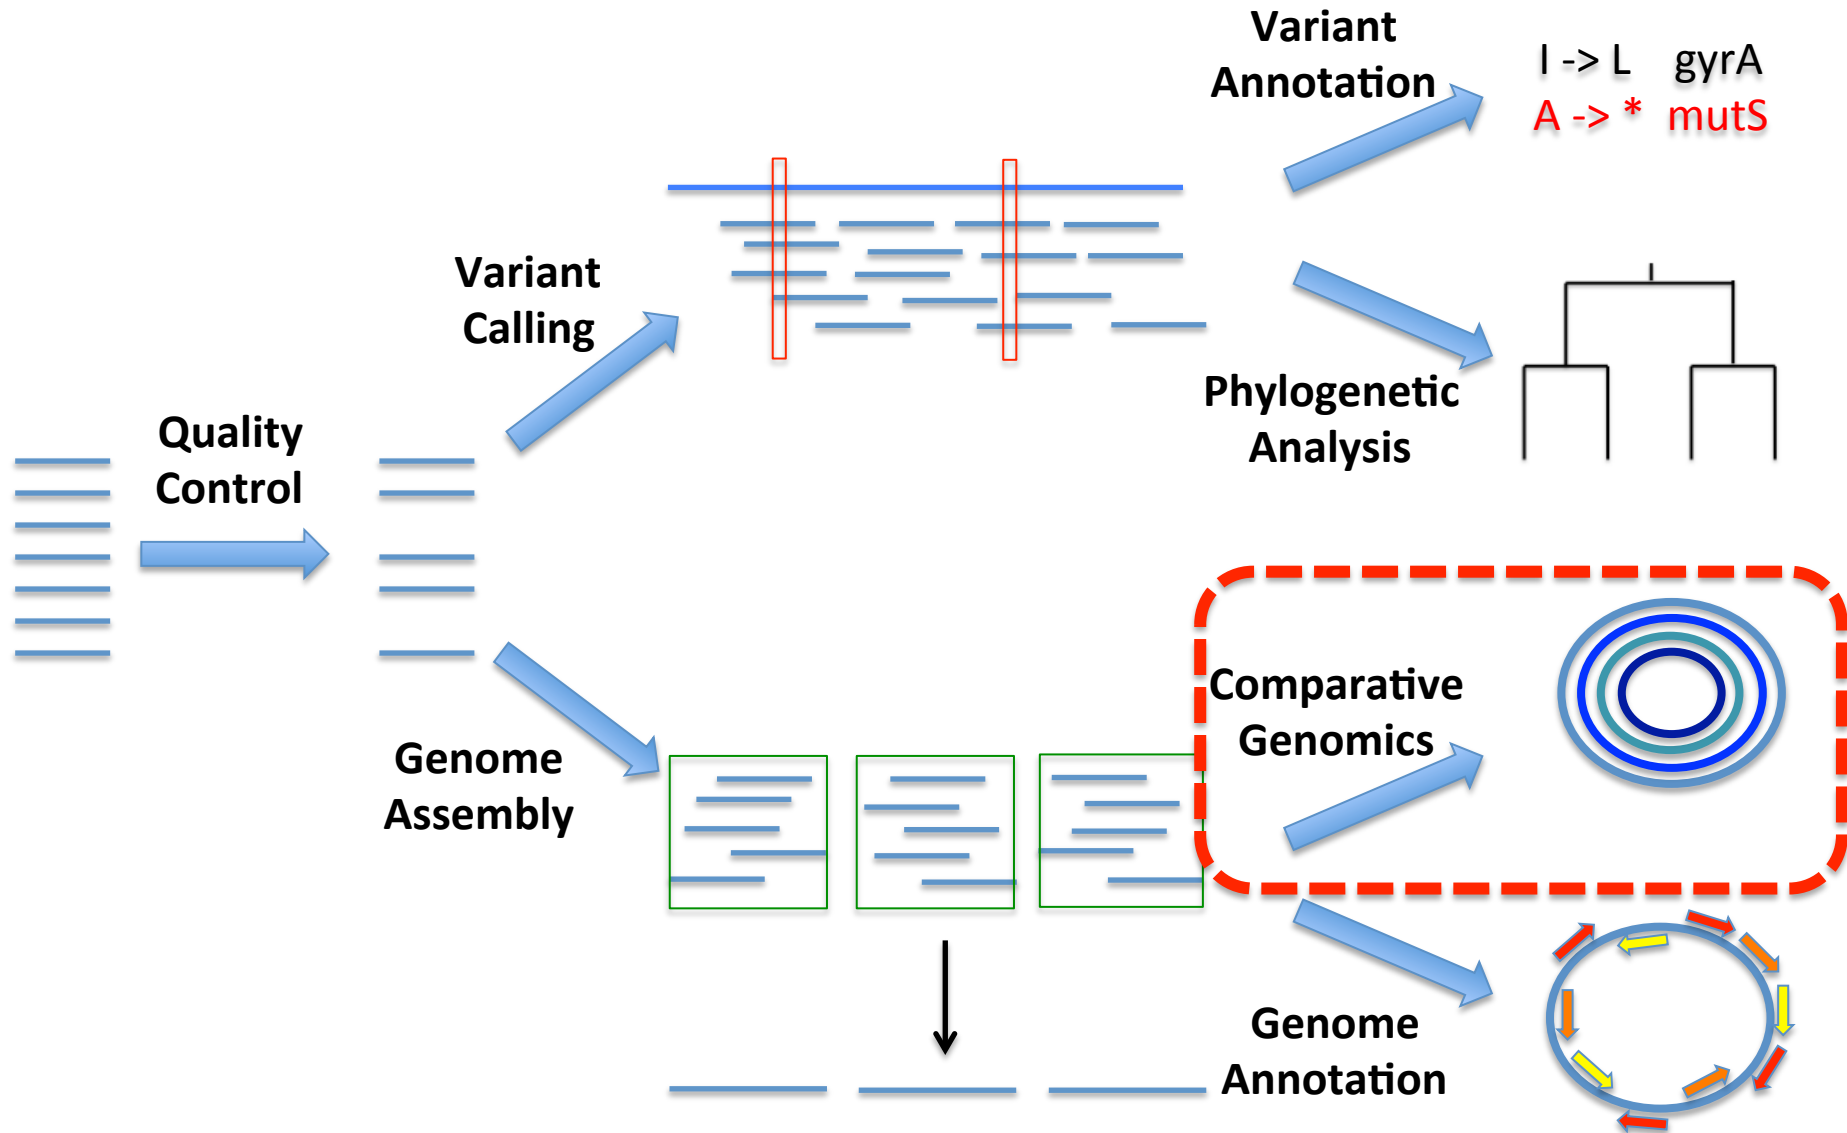 Variant
Annotation
I -> L gyrA
A -> * mutS
Variant
Calling
Phylogenetic
Analysis
Quality
Control
Comparative
Genomics
Genome
Assembly
Genome
Annotation